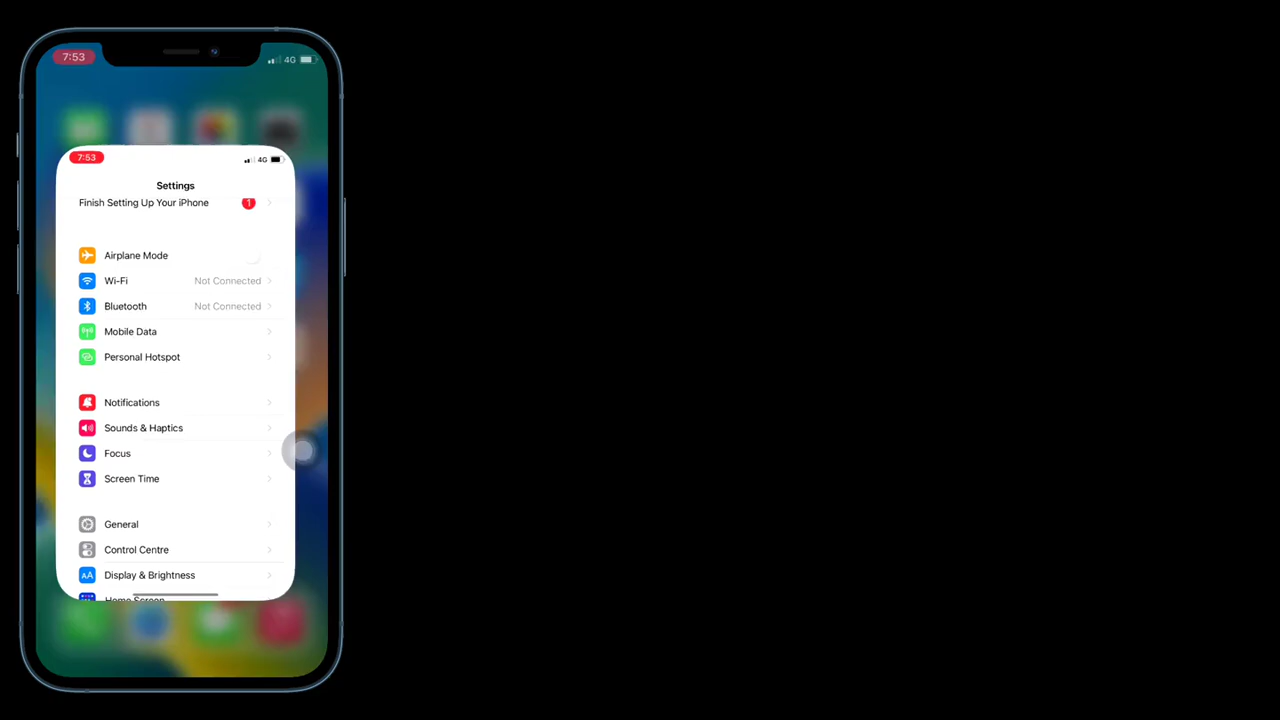 7:53
4G
7:53
4G
Settings
Finish Setting Up Your iPhone 1
Airplane Mode
Wi-Fi Not Connected
Bluetooth Not Connected
Mobile Data
Personal Hotspot
Notifications
Sounds & Haptics
Focus
Screen Time
General
Control Centre
AA Display & Brightness
Home Screen